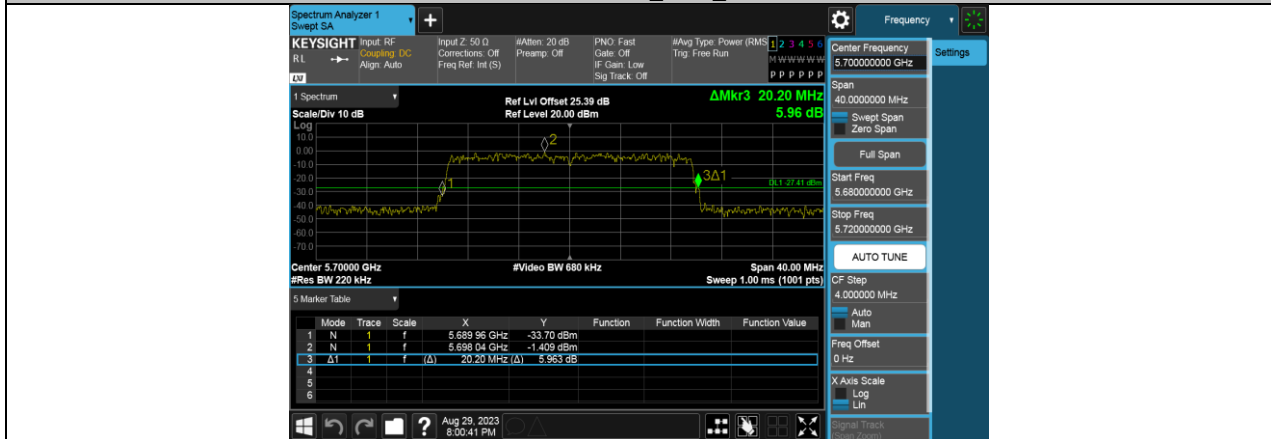 Spectrum Analyzer 1
Swept SA
+
Frequency
KEYSIGHT
RL
LXI
Input: RF
Coupling: DC
Align: Auto
Input Z: 50 Ω
Corrections: Off
Freq Ref: Int (S)
#Atten: 20 dB
Preamp: Off
PNO: Fast
Gate: Off
IF Gain: Low
Sig Track: Off
#Avg Type: Power (RMS
Trig: Free Run
1 2 3 4 5 6
M W W W W W
P P P P P P
1 Spectrum
Scale/Div 10 dB
Ref Lvl Offset 25.39 dB
Ref Level 20.00 dBm
ΔMkr3 20.20 MHz
5.96 dB
Log
10.0
0.00
-10.0
-20.0
-30.0
-40.0
-50.0
-60.0
-70.0
1
2
3Δ1
DL1 -27.41 dBm
Center 5.70000 GHz
#Res BW 220 kHz
#Video BW 680 kHz
Span 40.00 MHz
Sweep 1.00 ms (1001 pts)
5 Marker Table
Mode Trace Scale X Y Function Function Width Function Value
1 N 1 f 5.689 96 GHz -33.70 dBm
2 N 1 f 5.698 04 GHz -1.409 dBm
3 Δ1 1 f (Δ) 20.20 MHz (Δ) 5.963 dB
4
5
6
?
Aug 29, 2023
8:00:41 PM
Center Frequency
5.700000000 GHz
Settings
Span
40.0000000 MHz
Swept Span
Zero Span
Full Span
Start Freq
5.680000000 GHz
Stop Freq
5.720000000 GHz
AUTO TUNE
CF Step
4.000000 MHz
Auto
Man
Freq Offset
0 Hz
X Axis Scale
Log
Lin
Signal Track
(Span Zoom)